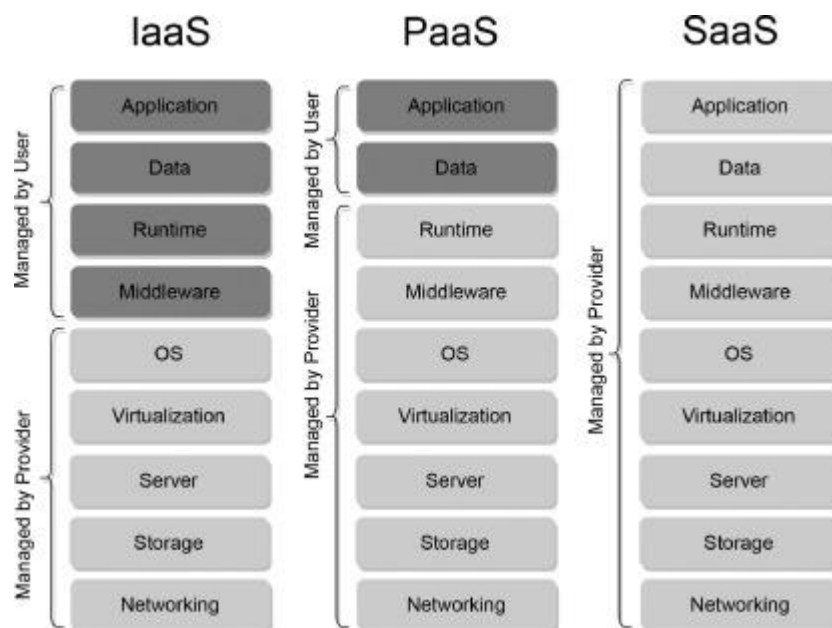 IaaS
PaaS
SaaS
Managed by User
Application
Data
Runtime
Middleware
Managed by Provider
OS
Virtualization
Server
Storage
Networking
Managed by User
Application
Data
Managed by Provider
Runtime
Middleware
OS
Virtualization
Server
Storage
Networking
Managed by Provider
Application
Data
Runtime
Middleware
OS
Virtualization
Server
Storage
Networking